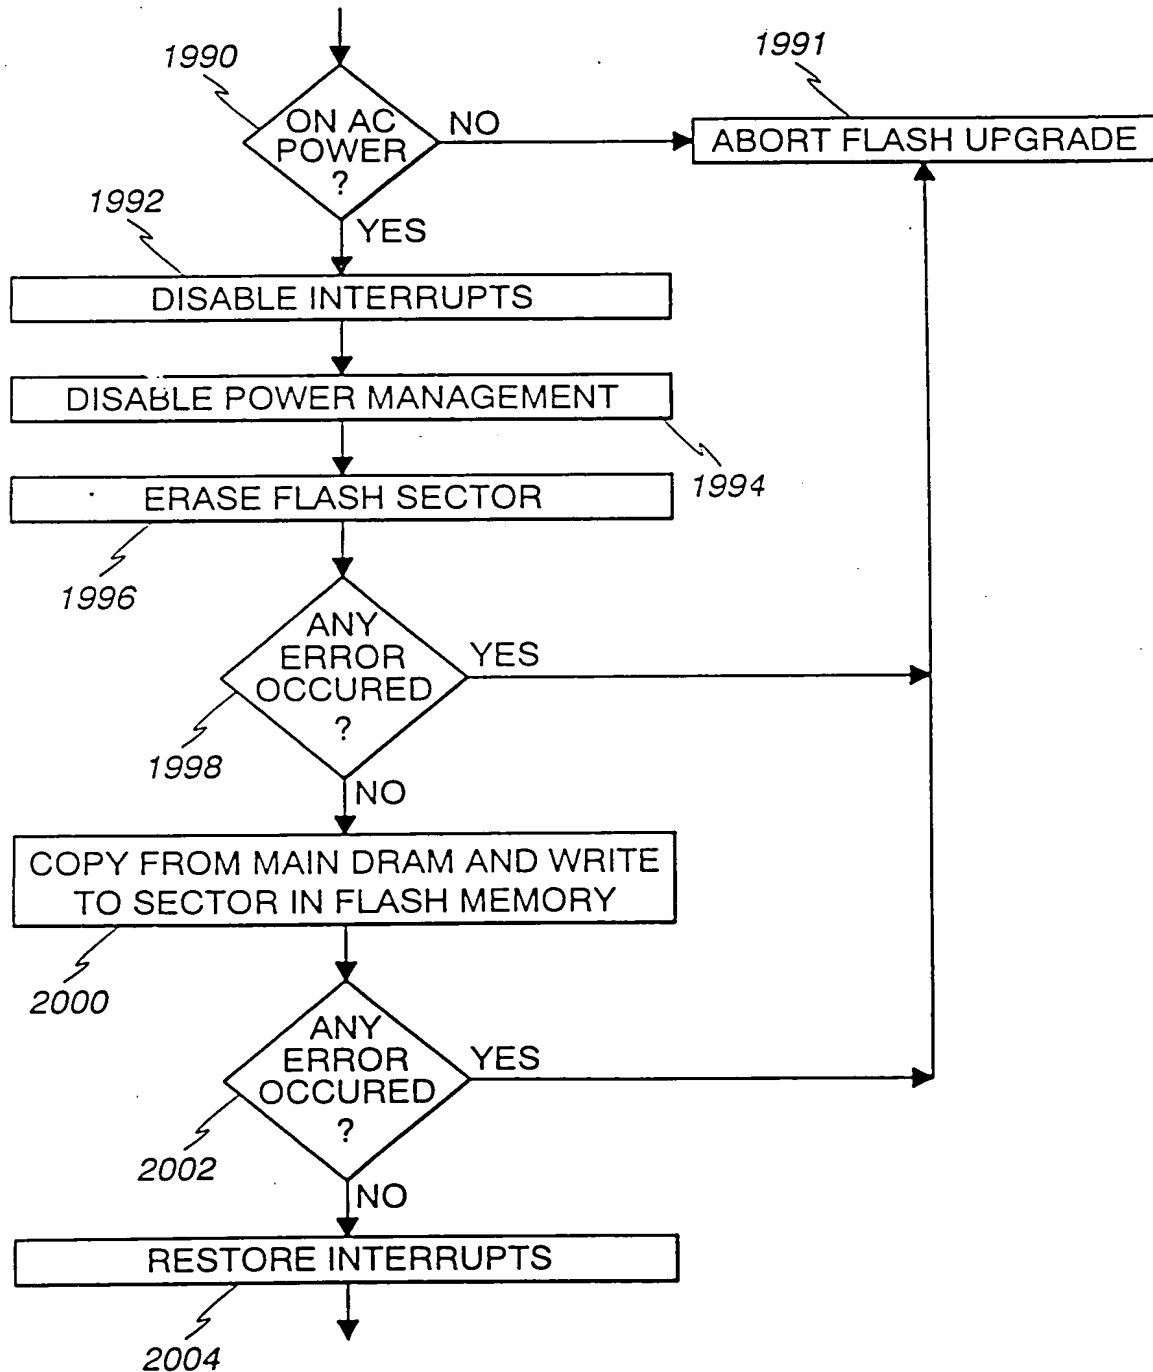 1990
1991
ON AC
POWER
?
NO
ABORT FLASH UPGRADE
1992
YES
DISABLE INTERRUPTS
DISABLE POWER MANAGEMENT
1994
ERASE FLASH SECTOR
1996
ANY
ERROR
OCCURED
?
YES
1998
NO
COPY FROM MAIN DRAM AND WRITE
TO SECTOR IN FLASH MEMORY
2000
ANY
ERROR
OCCURED
?
YES
2002
NO
RESTORE INTERRUPTS
2004